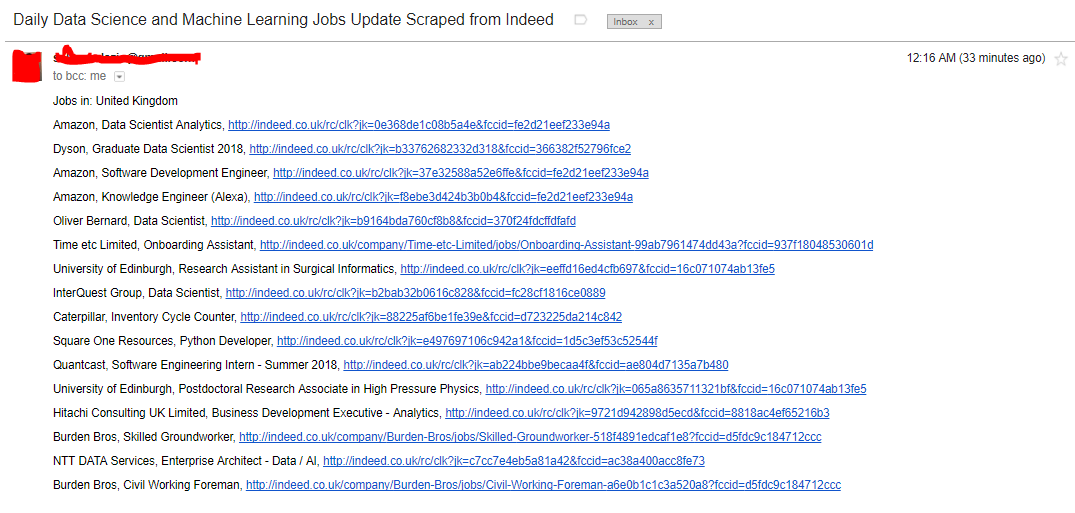 Daily Data Science and Machine Learning Jobs Update Scraped from Indeed Inbox x
12:16 AM (33 minutes ago)
to bcc: me
Jobs in: United Kingdom
Amazon, Data Scientist Analytics, http://indeed.co.uk/rc/clk?jk=0e368de1c08b5a4e&fccid=fe2d21eef233e94a
Dyson, Graduate Data Scientist 2018, http://indeed.co.uk/rc/clk?jk=b33762682332d318&fccid=366382f52796fce2
Amazon, Software Development Engineer, http://indeed.co.uk/rc/clk?jk=37e32588a52e6ffe&fccid=fe2d21eef233e94a
Amazon, Knowledge Engineer (Alexa), http://indeed.co.uk/rc/clk?jk=f8ebe3d424b3b0b4&fccid=fe2d21eef233e94a
Oliver Bernard, Data Scientist, http://indeed.co.uk/rc/clk?jk=b9164bda760cf8b8&fccid=370f24fdcffdfafd
Time etc Limited, Onboarding Assistant, http://indeed.co.uk/company/Time-etc-Limited/jobs/Onboarding-Assistant-99ab7961474dd43a?fccid=937f18048530601d
University of Edinburgh, Research Assistant in Surgical Informatics, http://indeed.co.uk/rc/clk?jk=eeffd16ed4cfb697&fccid=16c071074ab13fe5
InterQuest Group, Data Scientist, http://indeed.co.uk/rc/clk?jk=b2bab32b0616c828&fccid=fc28cf1816ce0889
Caterpillar, Inventory Cycle Counter, http://indeed.co.uk/rc/clk?jk=88225af6be1fe39e&fccid=d723225da214c842
Square One Resources, Python Developer, http://indeed.co.uk/rc/clk?jk=e497697106c942a1&fccid=1d5c3ef53c52544f
Quantcast, Software Engineering Intern - Summer 2018, http://indeed.co.uk/rc/clk?jk=ab224bbe9becaa4f&fccid=ae804d7135a7b480
University of Edinburgh, Postdoctoral Research Associate in High Pressure Physics, http://indeed.co.uk/rc/clk?jk=065a8635711321bf&fccid=16c071074ab13fe5
Hitachi Consulting UK Limited, Business Development Executive - Analytics, http://indeed.co.uk/rc/clk?jk=9721d942898d5ecd&fccid=8818ac4ef65216b3
Burden Bros, Skilled Groundworker, http://indeed.co.uk/company/Burden-Bros/jobs/Skilled-Groundworker-518f4891edcaf1e8?fccid=d5fdc9c184712ccc
NTT DATA Services, Enterprise Architect - Data / AI, http://indeed.co.uk/rc/clk?jk=c7cc7e4eb5a81a42&fccid=ac38a400acc8fe73
Burden Bros, Civil Working Foreman, http://indeed.co.uk/company/Burden-Bros/jobs/Civil-Working-Foreman-a6e0b1c1c3a520a8?fccid=d5fdc9c184712ccc